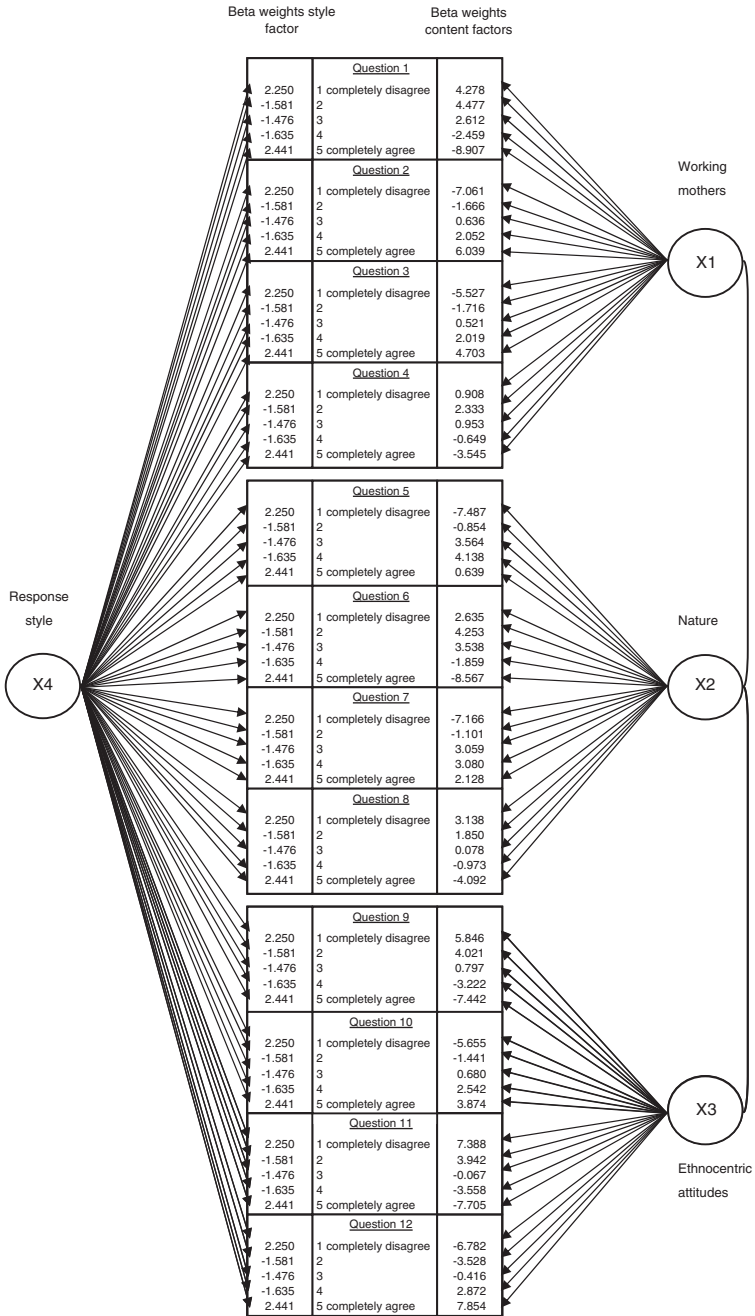 Beta weights style
factor
Beta weights
content factors
Question 1
2.250 1 completely disagree 4.278
-1.581 2 4.477
-1.476 3 2.612
-1.635 4 -2.459
2.441 5 completely agree -8.907
Question 2
2.250 1 completely disagree -7.061
-1.581 2 -1.666
-1.476 3 0.636
-1.635 4 2.052
2.441 5 completely agree 6.039
Question 3
2.250 1 completely disagree -5.527
-1.581 2 -1.716
-1.476 3 0.521
-1.635 4 2.019
2.441 5 completely agree 4.703
Question 4
2.250 1 completely disagree 0.908
-1.581 2 2.333
-1.476 3 0.953
-1.635 4 -0.649
2.441 5 completely agree -3.545
Working
mothers
X1
Question 5
2.250 1 completely disagree -7.487
-1.581 2 -0.854
-1.476 3 3.564
-1.635 4 4.138
2.441 5 completely agree 0.639
Question 6
2.250 1 completely disagree 2.635
-1.581 2 4.253
-1.476 3 3.538
-1.635 4 -1.859
2.441 5 completely agree -8.567
Question 7
2.250 1 completely disagree -7.166
-1.581 2 -1.101
-1.476 3 3.059
-1.635 4 3.080
2.441 5 completely agree 2.128
Question 8
2.250 1 completely disagree 3.138
-1.581 2 1.850
-1.476 3 0.078
-1.635 4 -0.973
2.441 5 completely agree -4.092
Response
style
X4
Nature
X2
Question 9
2.250 1 completely disagree 5.846
-1.581 2 4.021
-1.476 3 0.797
-1.635 4 -3.222
2.441 5 completely agree -7.442
Question 10
2.250 1 completely disagree -5.655
-1.581 2 -1.441
-1.476 3 0.680
-1.635 4 2.542
2.441 5 completely agree 3.874
Question 11
2.250 1 completely disagree 7.388
-1.581 2 3.942
-1.476 3 -0.067
-1.635 4 -3.558
2.441 5 completely agree -7.705
Question 12
2.250 1 completely disagree -6.782
-1.581 2 -3.528
-1.476 3 -0.416
-1.635 4 2.872
2.441 5 completely agree 7.854
X3
Ethnocentric
attitudes